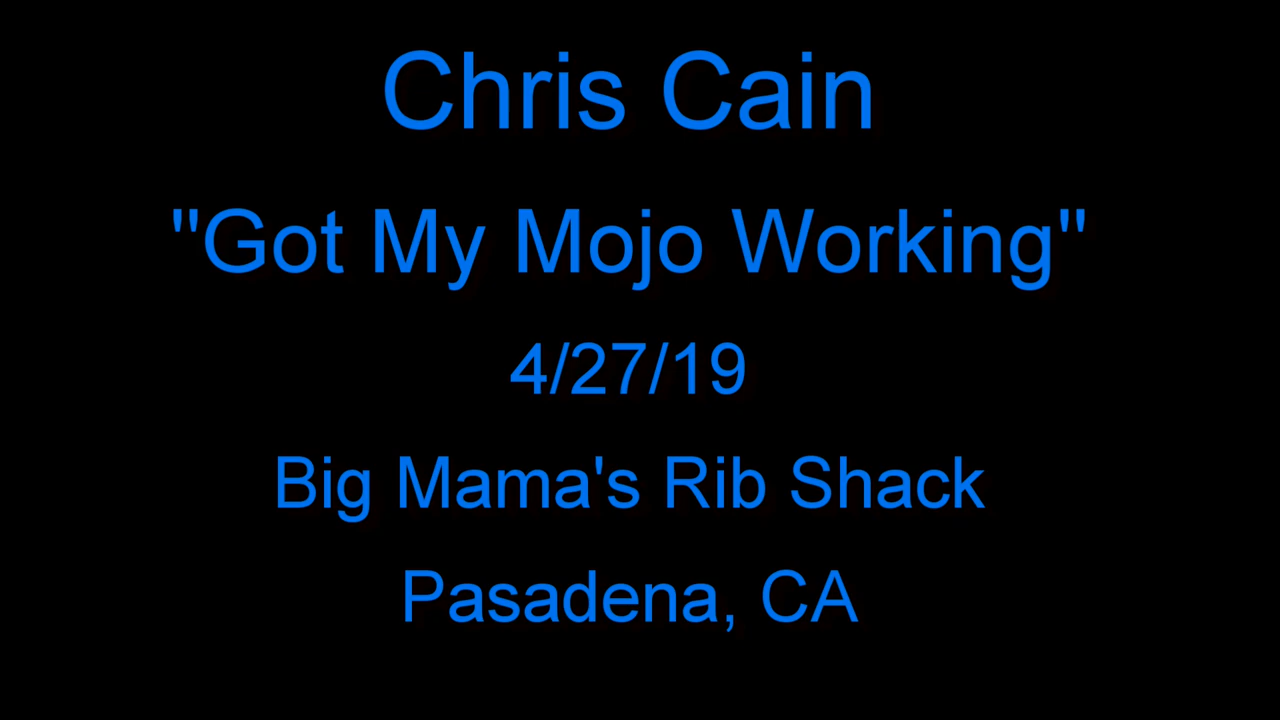 Chris Cain
"Got My Mojo Working"
4/27/19
Big Mama's Rib Shack
Pasadena, CA